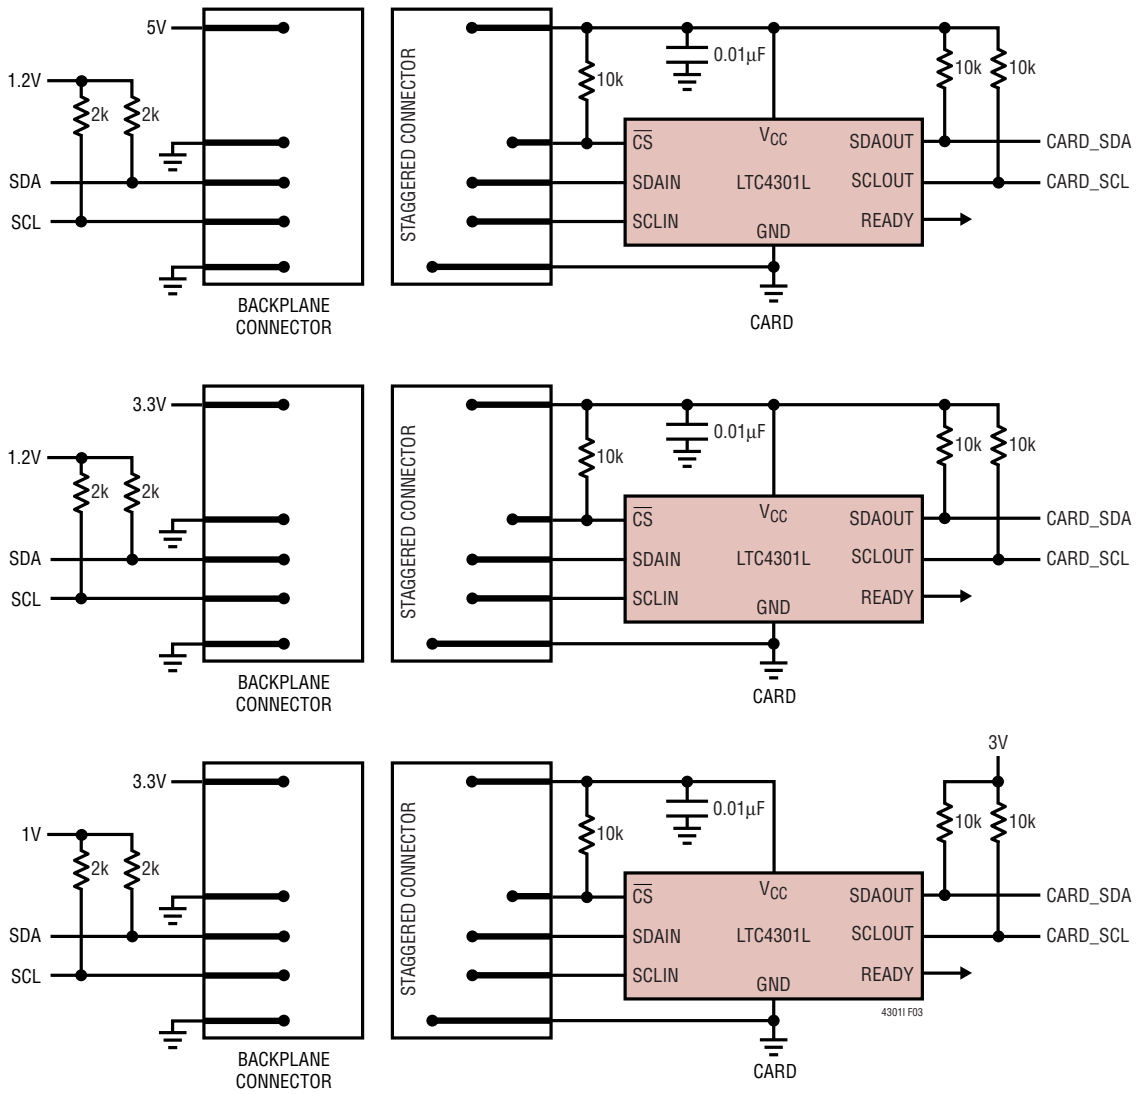 5V
1.2V
2k
2k
SDA
SCL
BACKPLANE
CONNECTOR
STAGGERED CONNECTOR
10k
0.01µF
10k
10k
CS
VCC
SDAOUT
CARD_SDA
SDAIN
LTC4301L
SCLOUT
CARD_SCL
SCLIN
READY
GND
CARD
3.3V
1.2V
2k
2k
SDA
SCL
BACKPLANE
CONNECTOR
STAGGERED CONNECTOR
10k
0.01µF
10k
10k
CS
VCC
SDAOUT
CARD_SDA
SDAIN
LTC4301L
SCLOUT
CARD_SCL
SCLIN
READY
GND
CARD
3.3V
1V
2k
2k
SDA
SCL
BACKPLANE
CONNECTOR
STAGGERED CONNECTOR
10k
0.01µF
3V
10k
10k
CS
VCC
SDAOUT
CARD_SDA
SDAIN
LTC4301L
SCLOUT
CARD_SCL
SCLIN
READY
GND
4301l F03
CARD